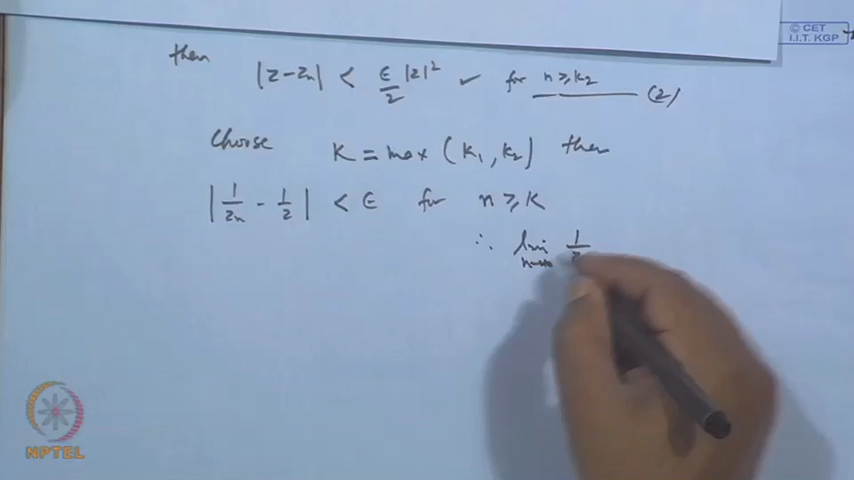 © CET
I.I.T. KGP
then |z-zₙ| < ϵ/2 |z|² ✓ for n ≥ k₂ (2)
Choose K = max (k₁, k₂) then
|1/zₙ - 1/z| < ϵ for n ≥ K
∴ lim n→∞ 1/z
NPTEL